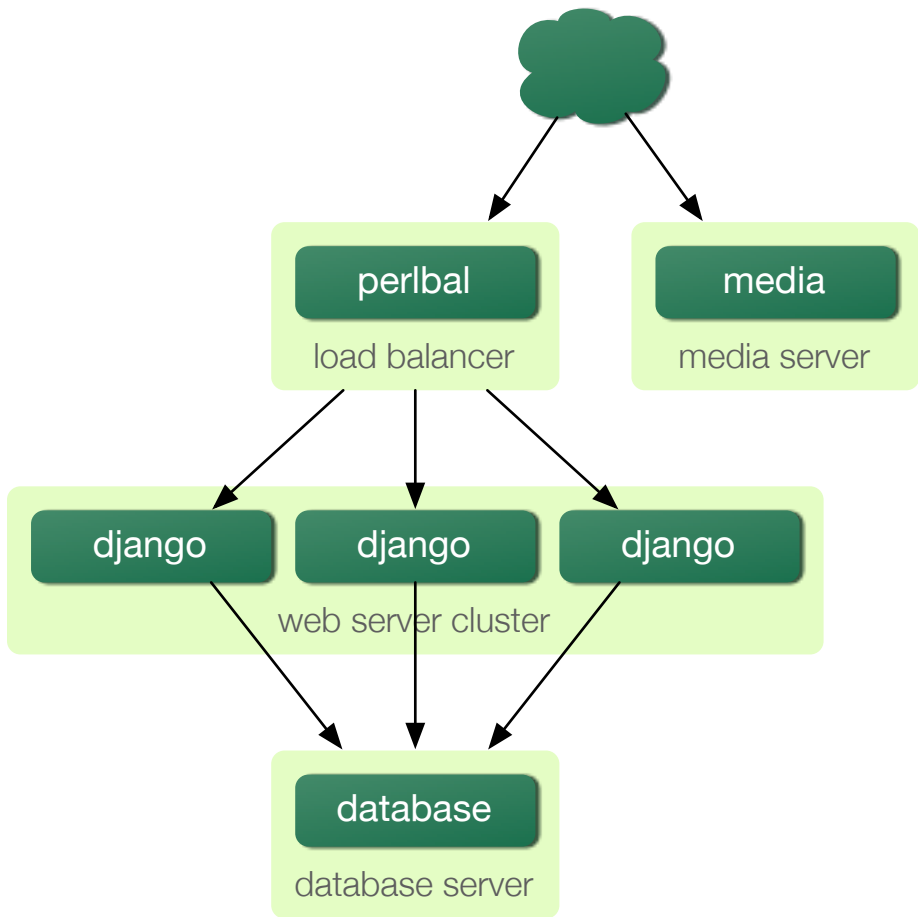 perlbal
media
load balancer
media server
django
django
django
web server cluster
database
database server